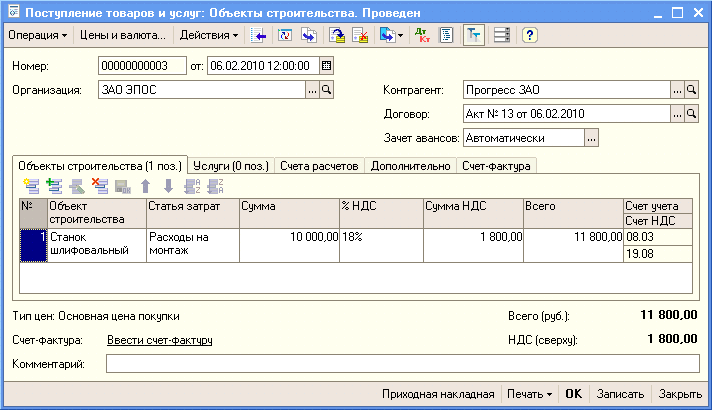 Поступление товаров и услуг: Объекты строительства. Проведен
Операция Цены и валюта... Действия
Номер: 00000000003 от: 06.02.2010 12:00:00
Организация: ЗАО ЭПОС
Контрагент: Прогресс ЗАО
Договор: Акт № 13 от 06.02.2010
Зачет авансов: Автоматически
Объекты строительства (1 поз.) Услуги (0 поз.) Счета расчетов Дополнительно Счет-фактура
№ Объект строительства Статья затрат Сумма % НДС Сумма НДС Всего Счет учета
Счет НДС
1 Станок шлифовальный Расходы на монтаж 10 000,00 18% 1 800,00 11 800,00 08.03
19.08
Тип цен: Основная цена покупки Всего (руб.): 11 800,00
Счет-фактура: Ввести счет-фактуру НДС (сверху): 1 800,00
Комментарий:
Приходная накладная Печать OK Записать Закрыть